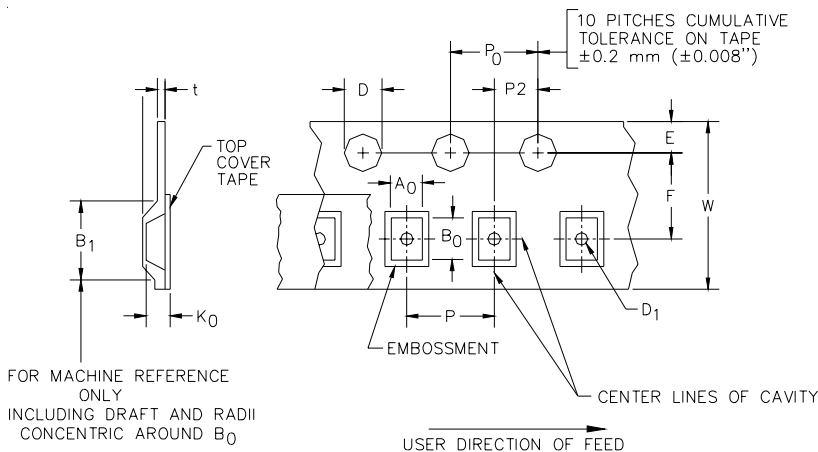 10 PITCHES CUMULATIVE
TOLERANCE ON TAPE
±0.2 mm (±0.008")
P0
t
D
P2
E
TOP
COVER
TAPE
A0
F
W
B1
B0
K0
P
D1
EMBOSSMENT
FOR MACHINE REFERENCE
ONLY
INCLUDING DRAFT AND RADII
CONCENTRIC AROUND B0
CENTER LINES OF CAVITY
USER DIRECTION OF FEED